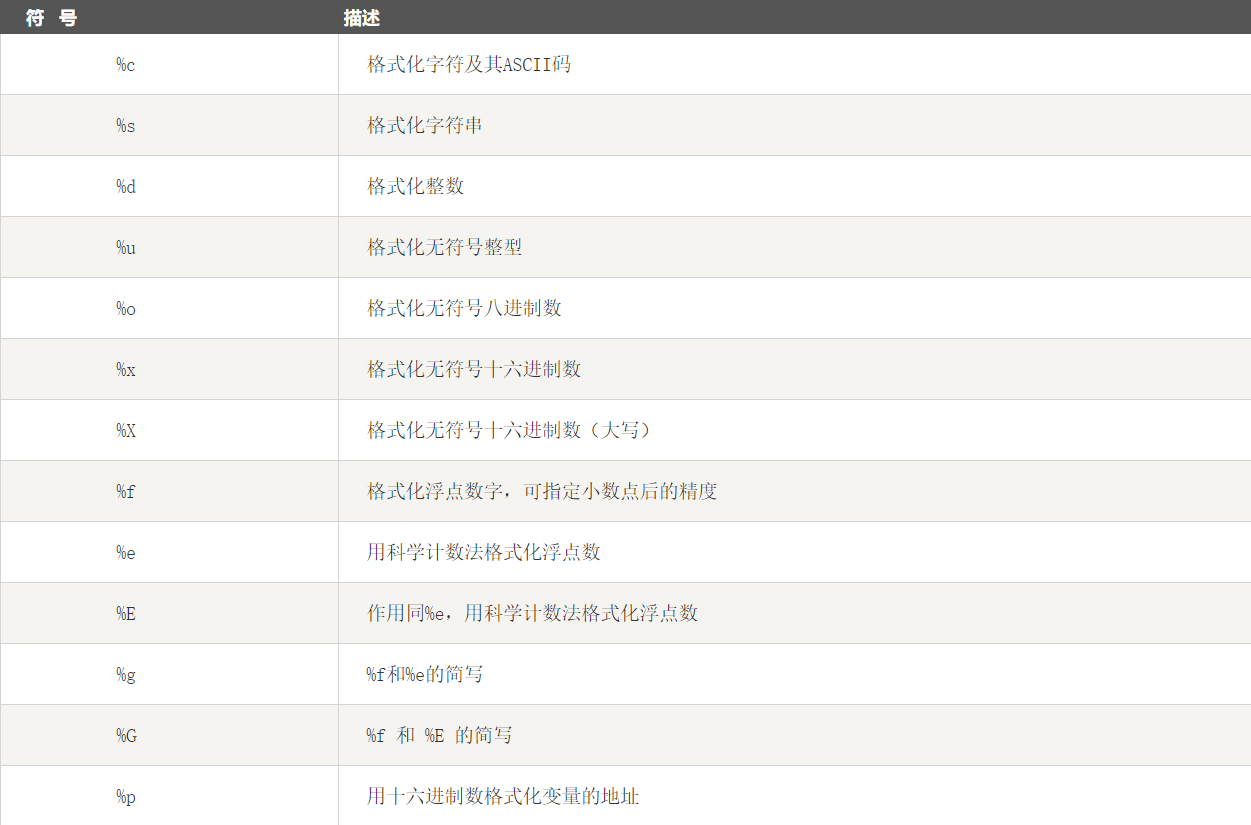 符 号 描述
%c 格式化字符及其ASCII码
%s 格式化字符串
%d 格式化整数
%u 格式化无符号整型
%o 格式化无符号八进制数
%x 格式化无符号十六进制数
%X 格式化无符号十六进制数（大写）
%f 格式化浮点数字，可指定小数点后的精度
%e 用科学计数法格式化浮点数
%E 作用同%e，用科学计数法格式化浮点数
%g %f和%e的简写
%G %f 和 %E 的简写
%p 用十六进制数格式化变量的地址